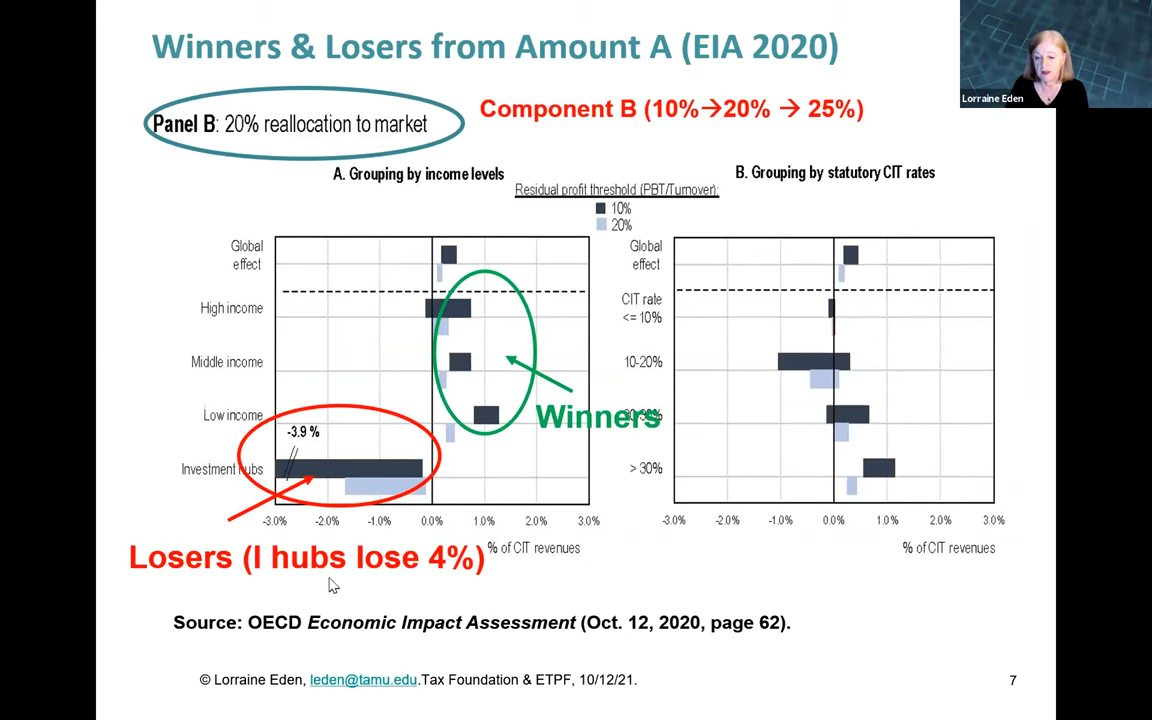 Winners & Losers from Amount A (EIA 2020)
Lorraine Eden
Panel B: 20% reallocation to market
Component B (10%→20% → 25%)
A. Grouping by income levels
B. Grouping by statutory CIT rates
Residual profit threshold (PBT/Turnover):
10%
20%
Global
effect
High income
Middle income
Low income
-3.9 %
Investment hubs
-3.0% -2.0% -1.0% 0.0% 1.0% 2.0% 3.0%
% of CIT revenues
Winners
Global
effect
CIT rate
<= 10%
10-20%
> 30%
-3.0% -2.0% -1.0% 0.0% 1.0% 2.0% 3.0%
% of CIT revenues
Losers (I hubs lose 4%)
Source: OECD Economic Impact Assessment (Oct. 12, 2020, page 62).
© Lorraine Eden, leden@tamu.edu.Tax Foundation & ETPF, 10/12/21.
7